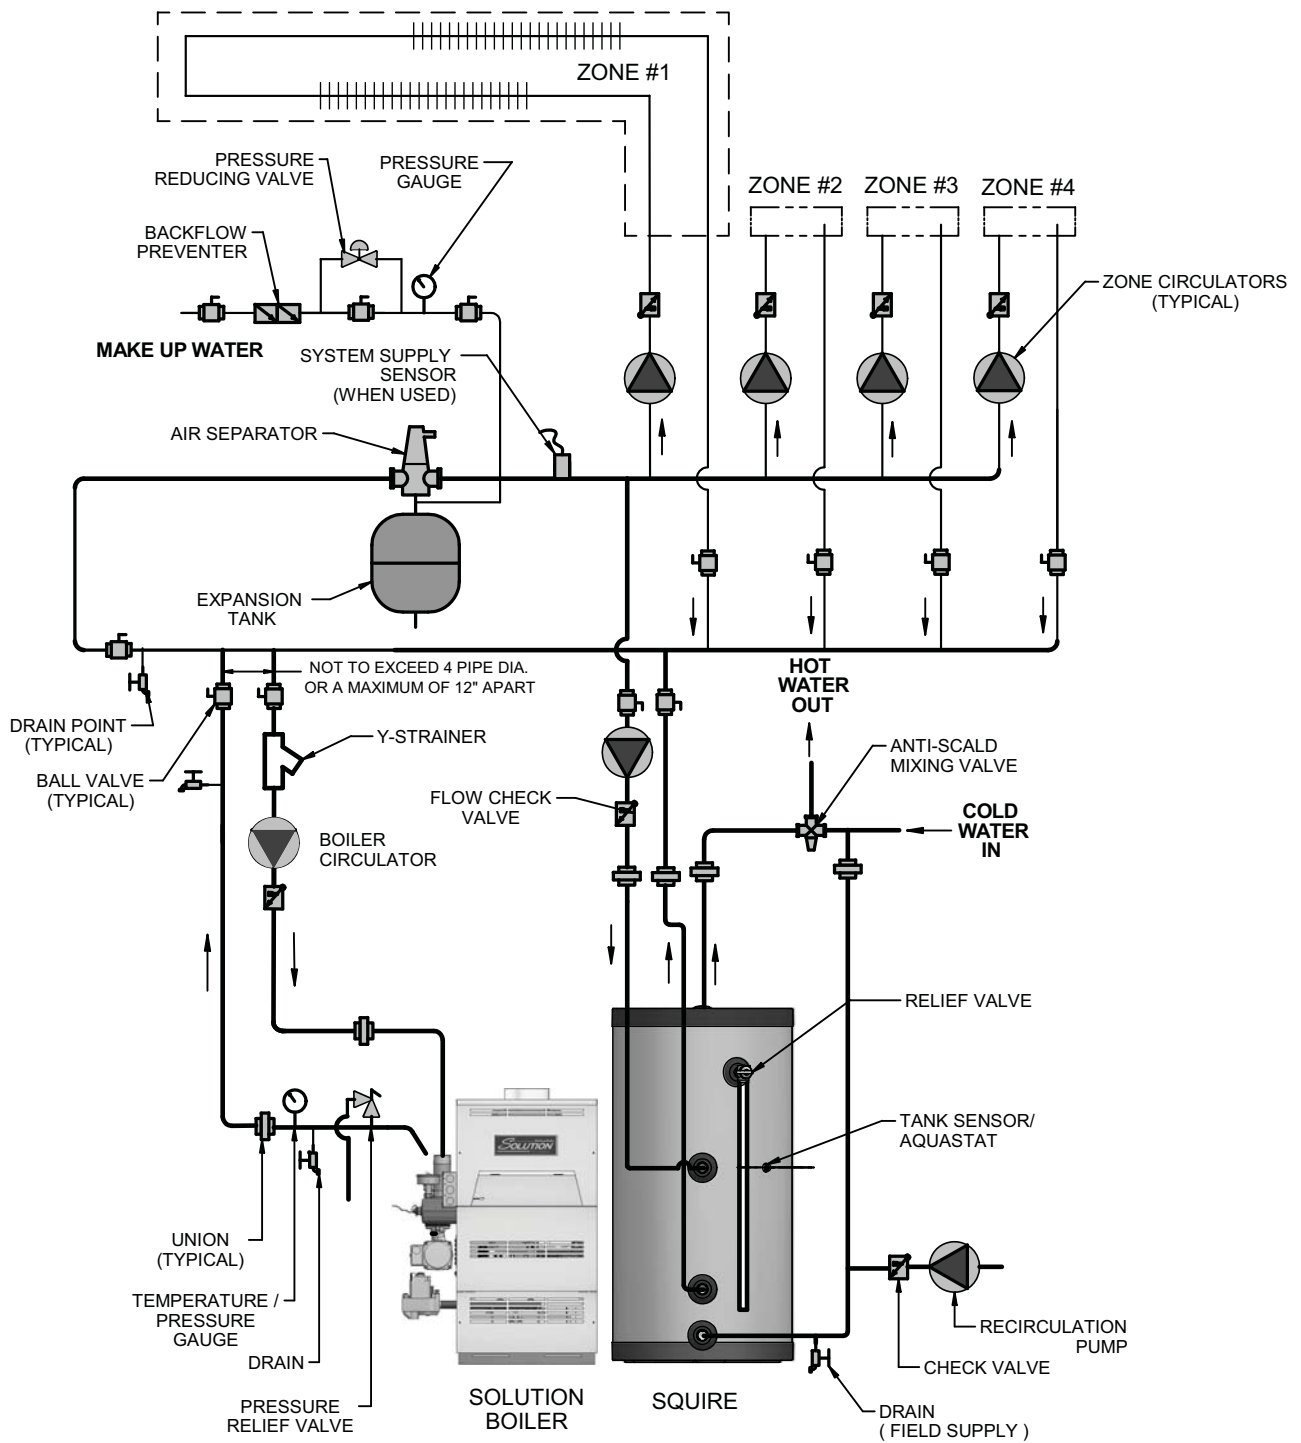 ZONE #1
PRESSURE
REDUCING VALVE
PRESSURE
GAUGE
ZONE #2
ZONE #3
ZONE #4
BACKFLOW
PREVENTER
ZONE CIRCULATORS
(TYPICAL)
MAKE UP WATER
SYSTEM SUPPLY
SENSOR
(WHEN USED)
AIR SEPARATOR
EXPANSION
TANK
NOT TO EXCEED 4 PIPE DIA.
OR A MAXIMUM OF 12" APART
HOT
WATER
OUT
DRAIN POINT
(TYPICAL)
Y-STRAINER
ANTI-SCALD
MIXING VALVE
BALL VALVE
(TYPICAL)
FLOW CHECK
VALVE
COLD
WATER
IN
BOILER
CIRCULATOR
RELIEF VALVE
TANK SENSOR/
AQUASTAT
SOLUTION
UNION
(TYPICAL)
TEMPERATURE /
PRESSURE
GAUGE
DRAIN
PRESSURE
RELIEF VALVE
SOLUTION
BOILER
SQUIRE
RECIRCULATION
PUMP
CHECK VALVE
DRAIN
( FIELD SUPPLY )